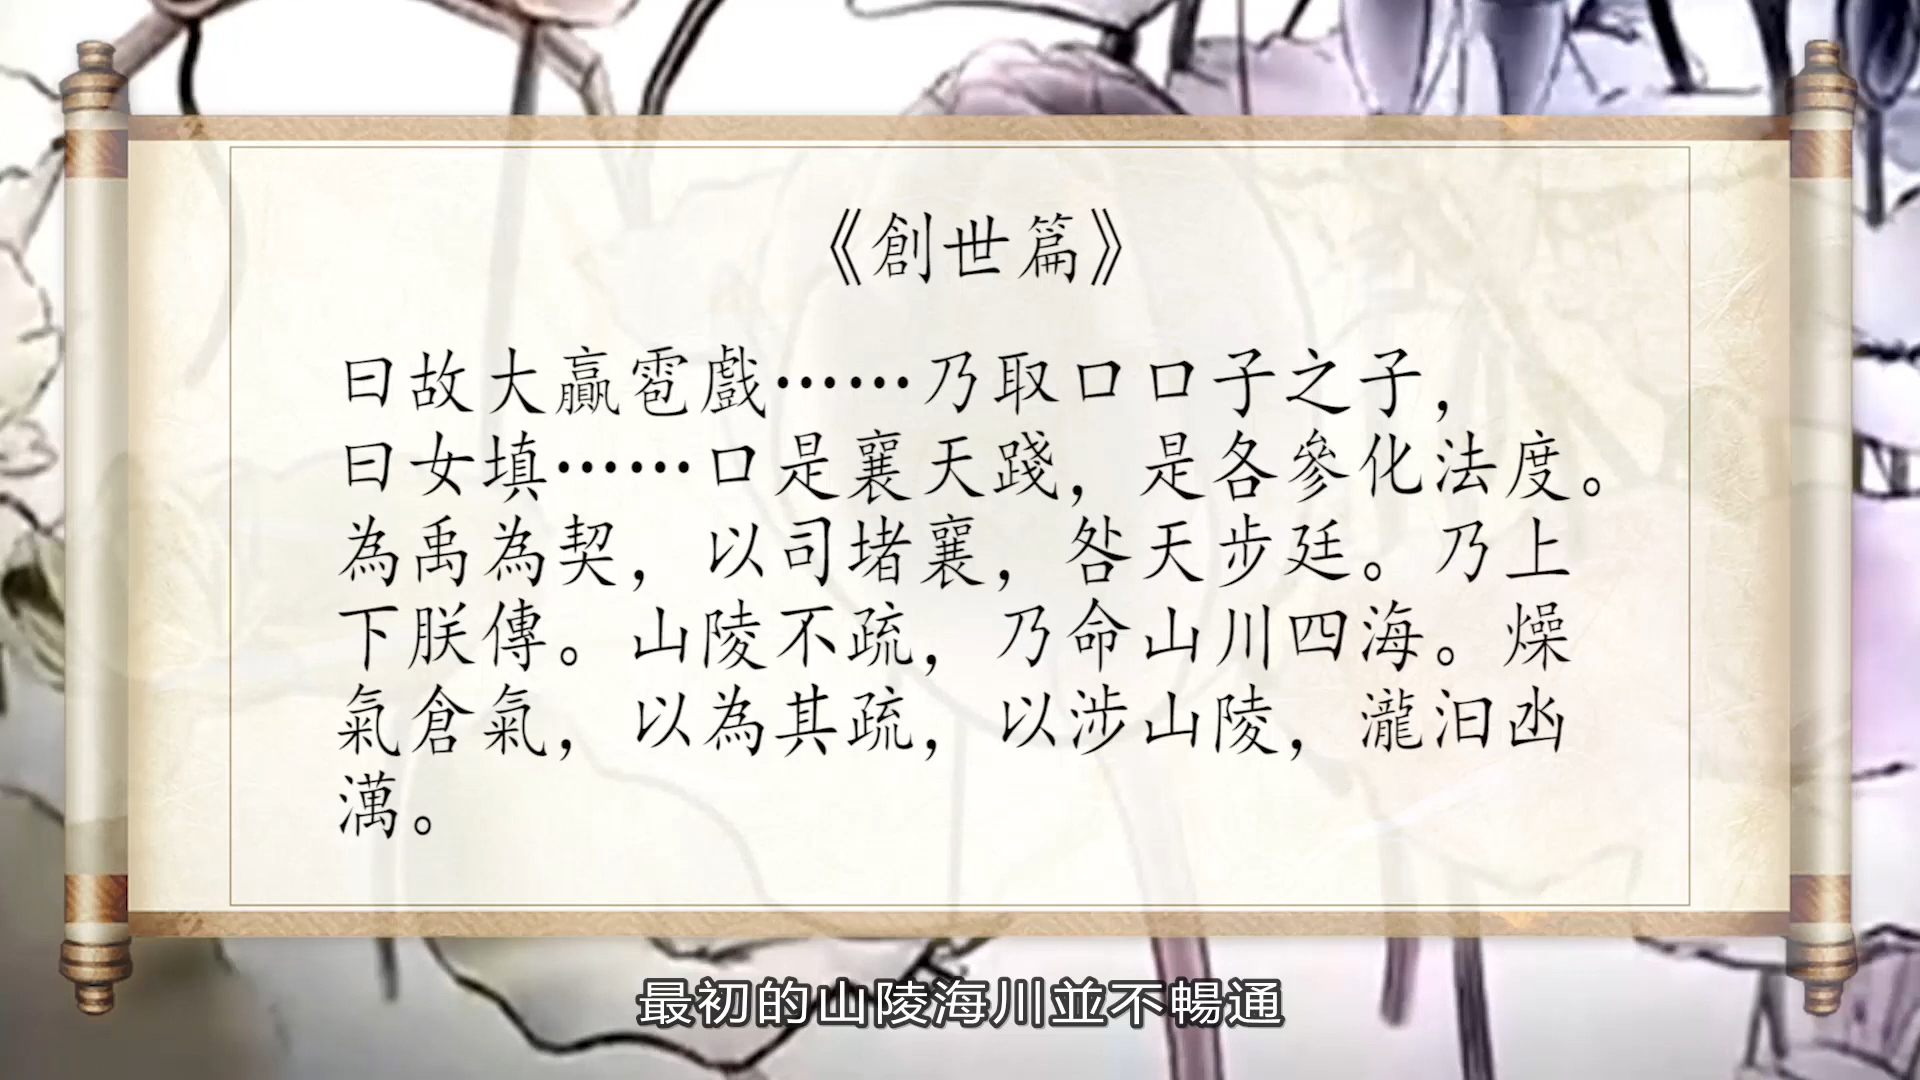 《創世篇》
曰故大贏雹戲……乃取口口子之子，
曰女填……口是襄天踐，是各參化法度。
為禹為契，以司堵襄，咎天步廷。乃上
下朕傳。山陵不疏，乃命山川四海。燥
氣倉氣，以為其疏，以涉山陵，瀧汩凼
澫。
最初的山陵海川並不暢通